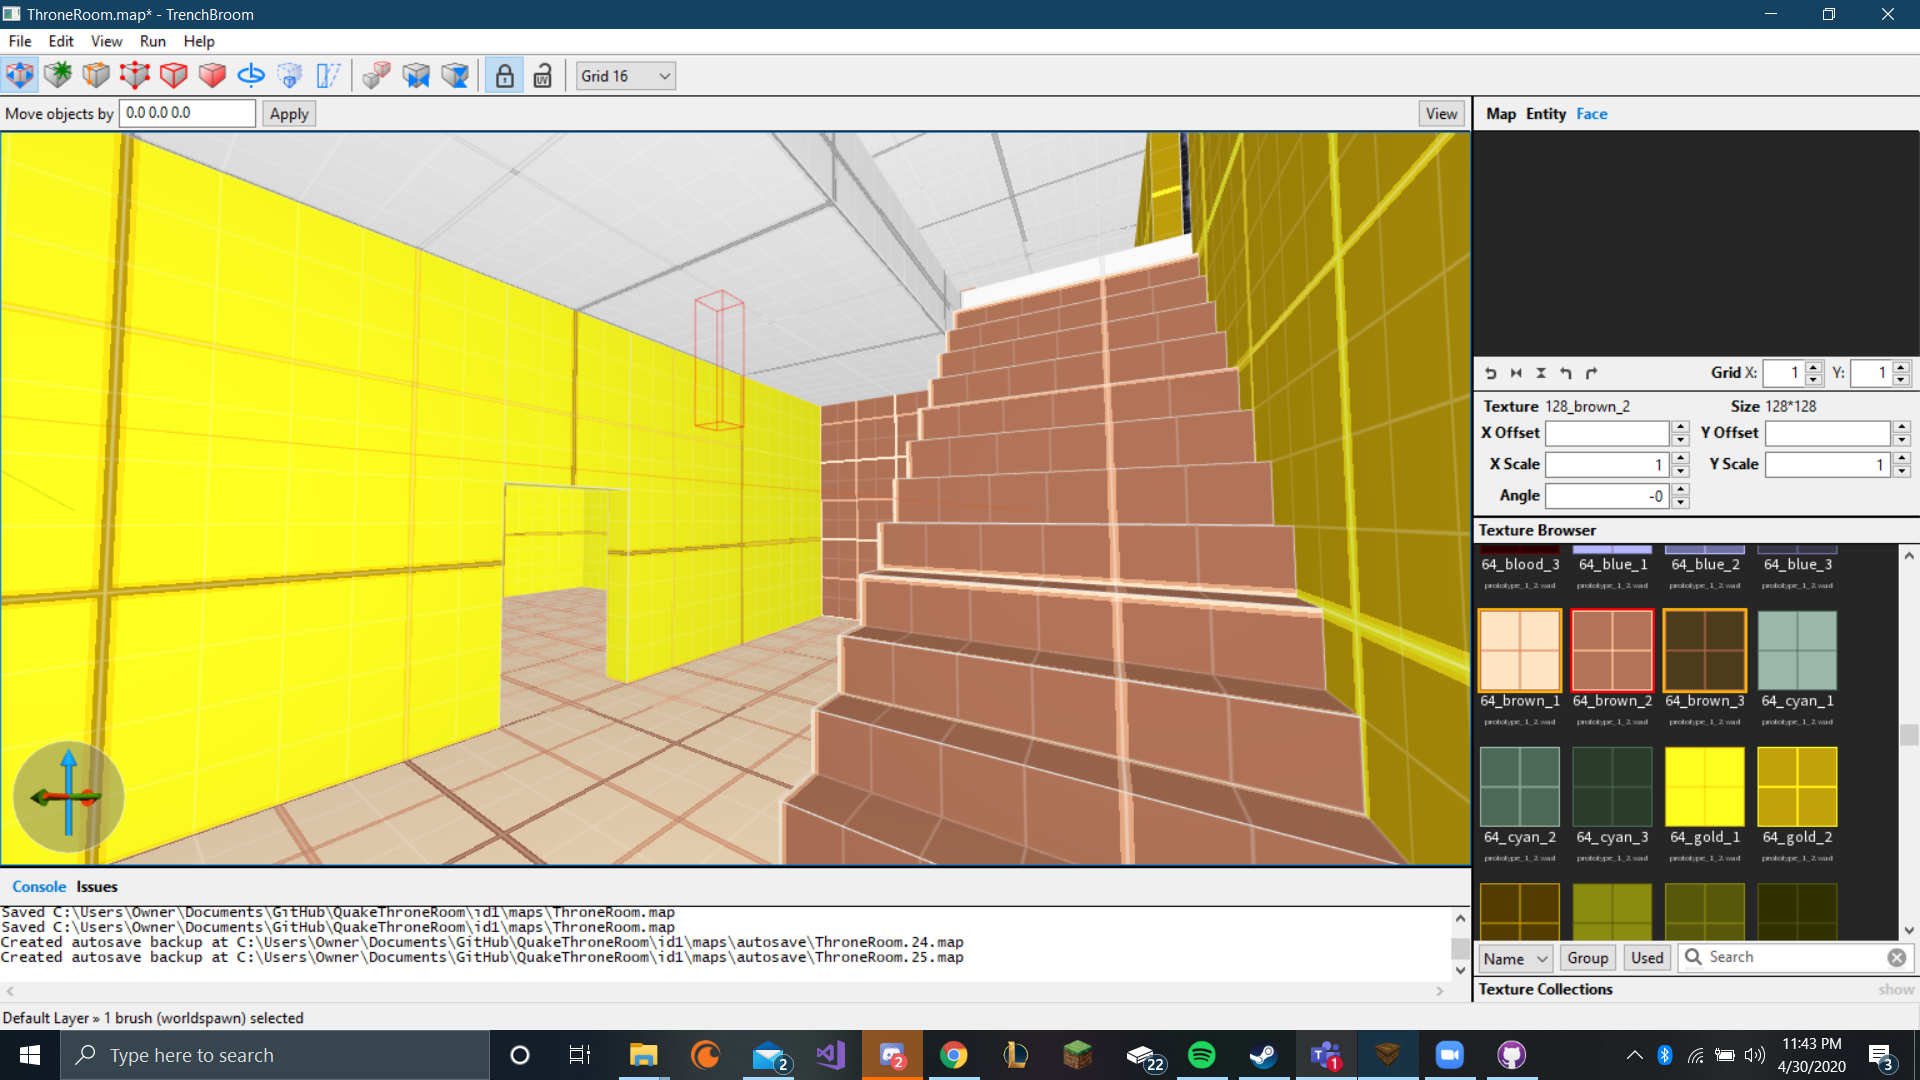 ThroneRoom.map* - TrenchBroom
File Edit View Run Help
Grid 16
Move objects by 0.0 0.0 0.0 Apply View
Map Entity Face
Grid X: 1 Y: 1
Texture 128_brown_2 Size 128*128
X Offset Y Offset
X Scale 1 Y Scale 1
Angle -0
Texture Browser
64_blood_3 64_blue_1 64_blue_2 64_blue_3
prototype_1_2.wad prototype_1_2.wad prototype_1_2.wad prototype_1_2.wad
64_brown_1 64_brown_2 64_brown_3 64_cyan_1
prototype_1_2.wad prototype_1_2.wad prototype_1_2.wad prototype_1_2.wad
64_cyan_2 64_cyan_3 64_gold_1 64_gold_2
prototype_1_2.wad prototype_1_2.wad prototype_1_2.wad prototype_1_2.wad
Name Group Used Search
Texture Collections show
Console Issues
Saved C:\Users\Owner\Documents\GitHub\QuakeThroneRoom\id1\maps\ThroneRoom.map
Saved C:\Users\Owner\Documents\GitHub\QuakeThroneRoom\id1\maps\ThroneRoom.map
Created autosave backup at C:\Users\Owner\Documents\GitHub\QuakeThroneRoom\id1\maps\autosave\ThroneRoom.24.map
Created autosave backup at C:\Users\Owner\Documents\GitHub\QuakeThroneRoom\id1\maps\autosave\ThroneRoom.25.map
Default Layer » 1 brush (worldspawn) selected
Type here to search
2
2
22
1
11:43 PM
4/30/2020
3